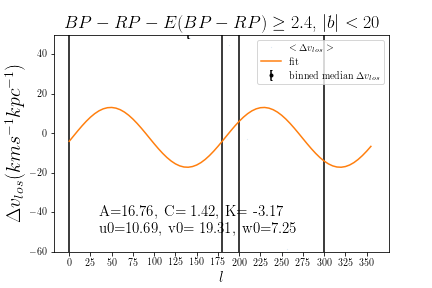 BP − RP − E(BP − RP) ≥ 2.4, |b| < 20
< Δv_los >
fit
binned median Δv_los
Δv_los(kms^−1kpc^−1)
40
20
0
−20
−40
−60
A=16.76, C= 1.42, K= -3.17
u0=10.69, v0= 19.31, w0=7.25
0 25 50 75 100 125 150 175 200 225 250 275 300 325 350
l